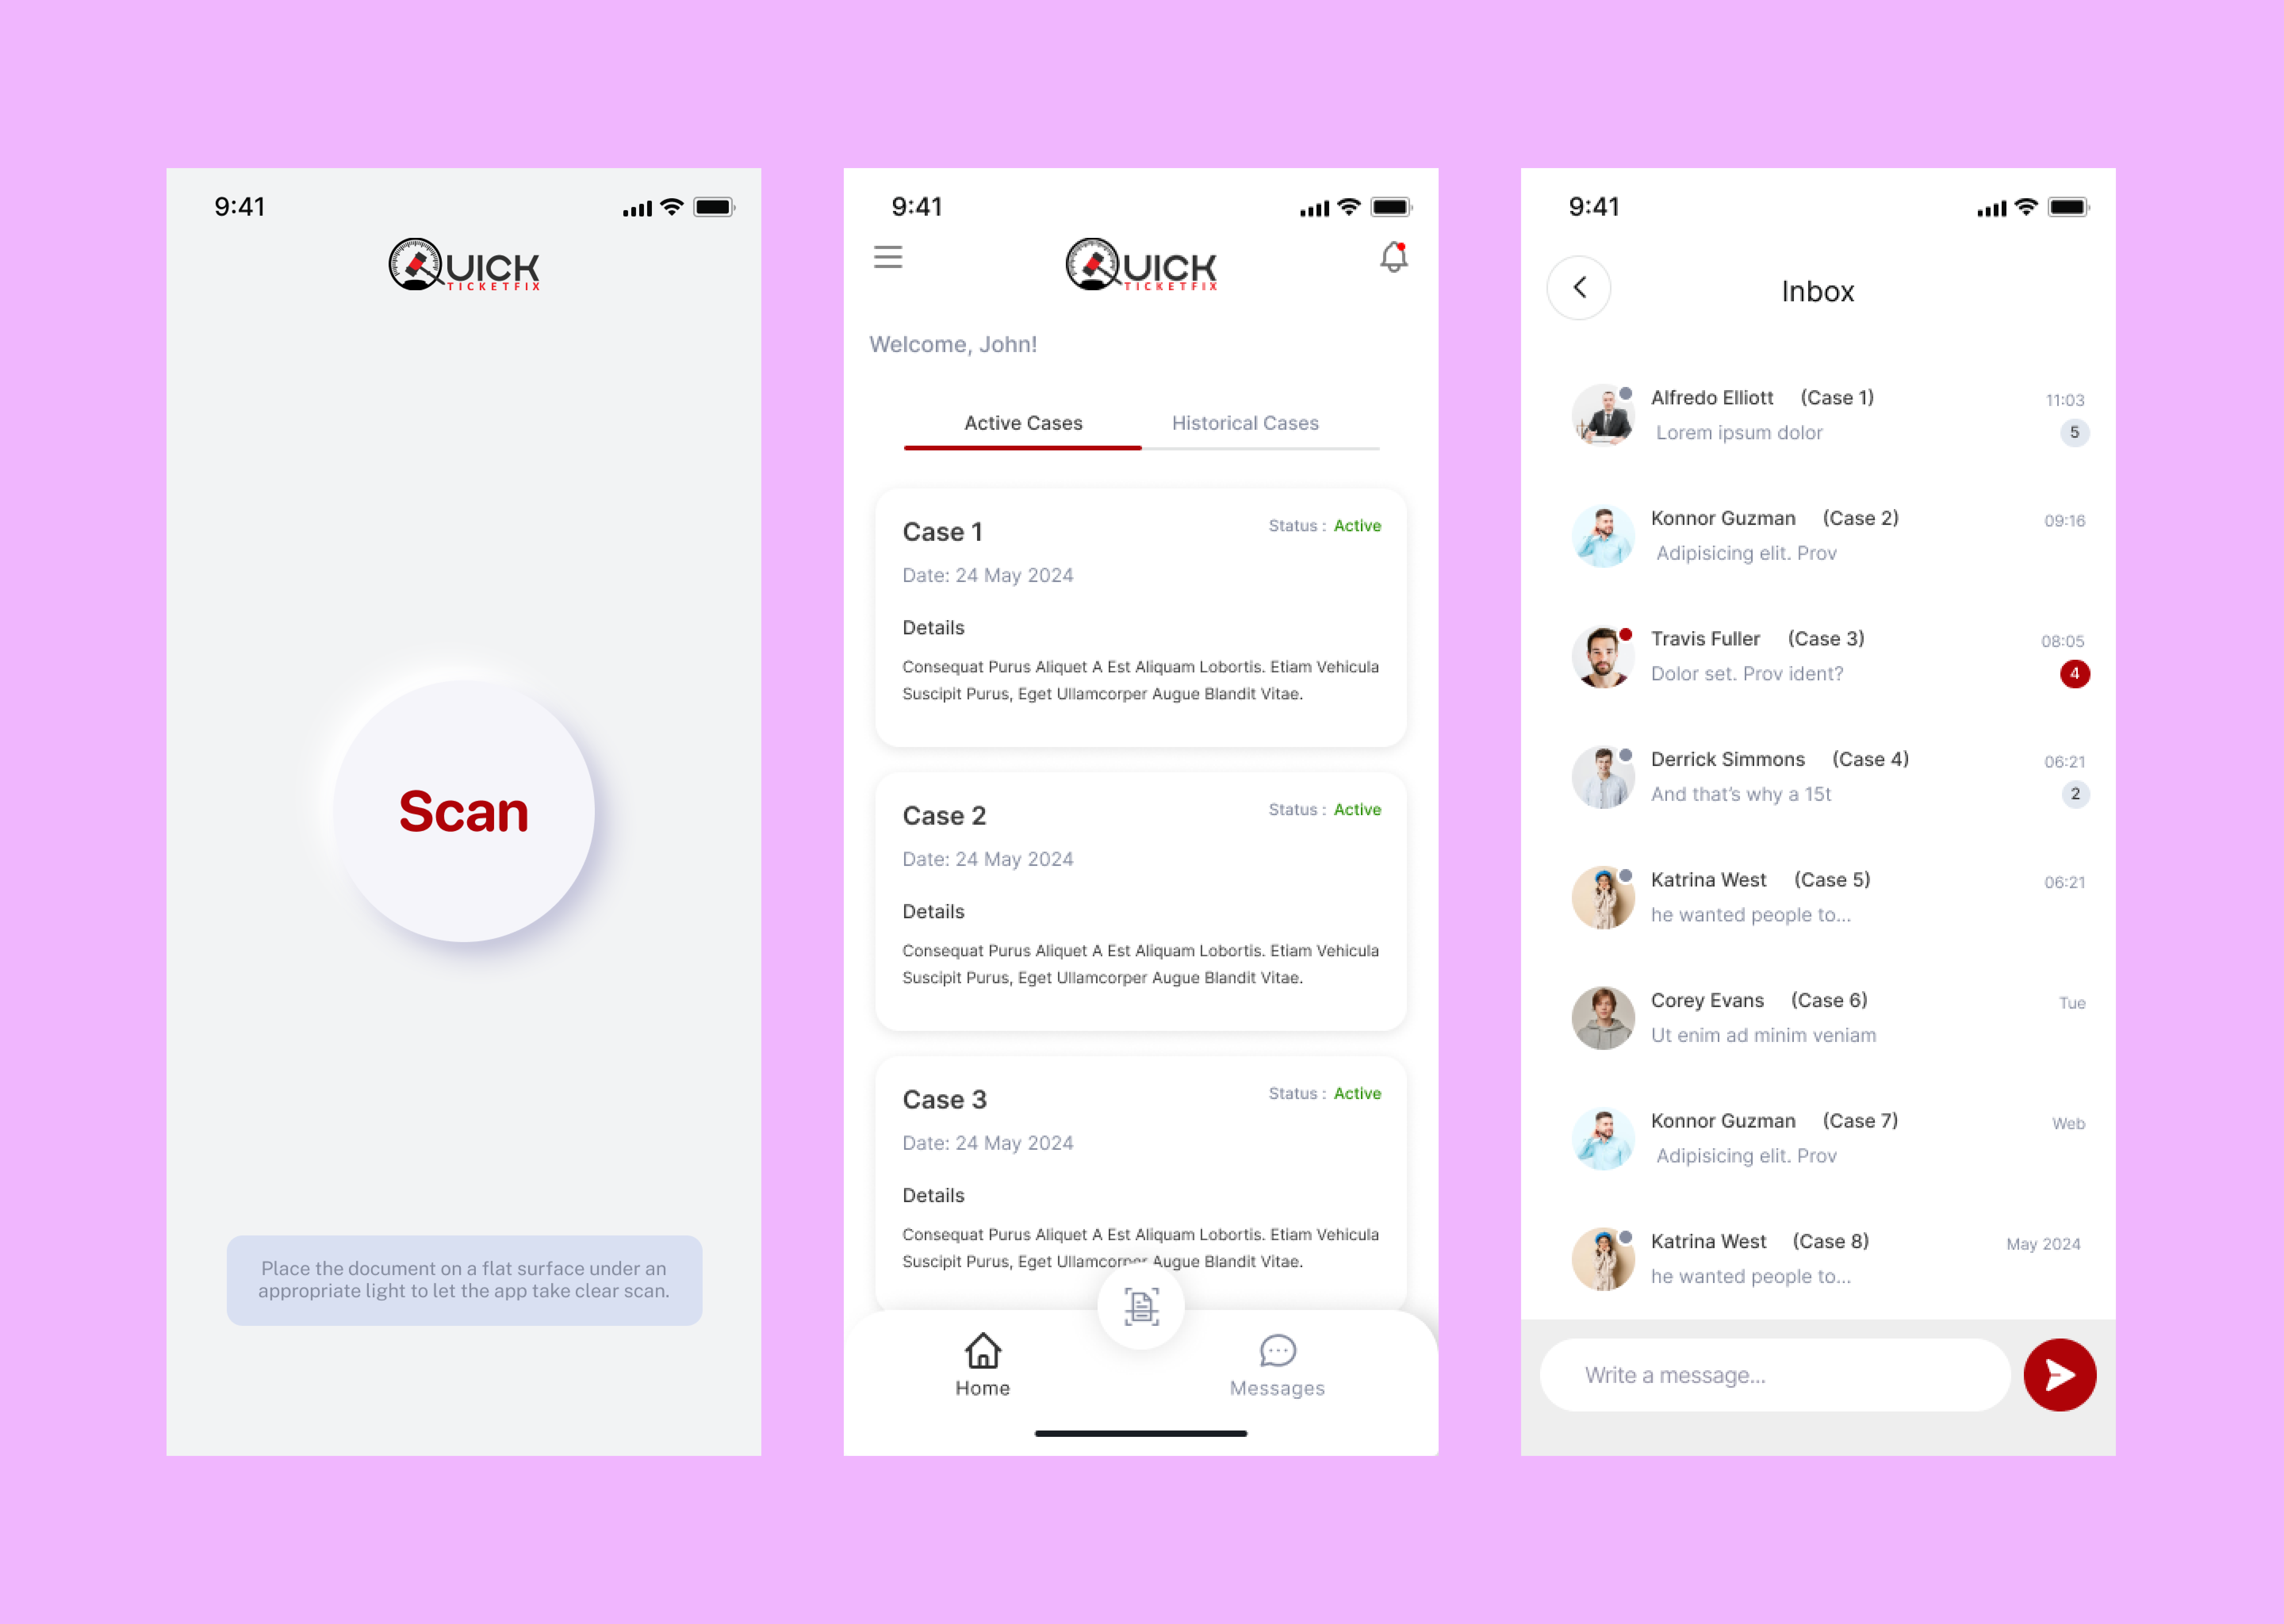 9:41
QUICK
TICKETFIX
Scan
Place the document on a flat surface under an
appropriate light to let the app take clear scan.
9:41
QUICK
TICKETFIX
Welcome, John!
Active Cases
Historical Cases
Case 1
Status : Active
Date: 24 May 2024
Details
Consequat Purus Aliquet A Est Aliquam Lobortis. Etiam Vehicula
Suscipit Purus, Eget Ullamcorper Augue Blandit Vitae.
Case 2
Status : Active
Date: 24 May 2024
Details
Consequat Purus Aliquet A Est Aliquam Lobortis. Etiam Vehicula
Suscipit Purus, Eget Ullamcorper Augue Blandit Vitae.
Case 3
Status : Active
Date: 24 May 2024
Details
Consequat Purus Aliquet A Est Aliquam Lobortis. Etiam Vehicula
Suscipit Purus, Eget Ullamcorper Augue Blandit Vitae.
Home
Messages
9:41
Inbox
Alfredo Elliott (Case 1) 11:03
Lorem ipsum dolor 5
Konnor Guzman (Case 2) 09:16
Adipisicing elit. Prov
Travis Fuller (Case 3) 08:05
Dolor set. Prov ident? 4
Derrick Simmons (Case 4) 06:21
And that's why a 15t 2
Katrina West (Case 5) 06:21
he wanted people to...
Corey Evans (Case 6) Tue
Ut enim ad minim veniam
Konnor Guzman (Case 7) Web
Adipisicing elit. Prov
Katrina West (Case 8) May 2024
he wanted people to...
Write a message...